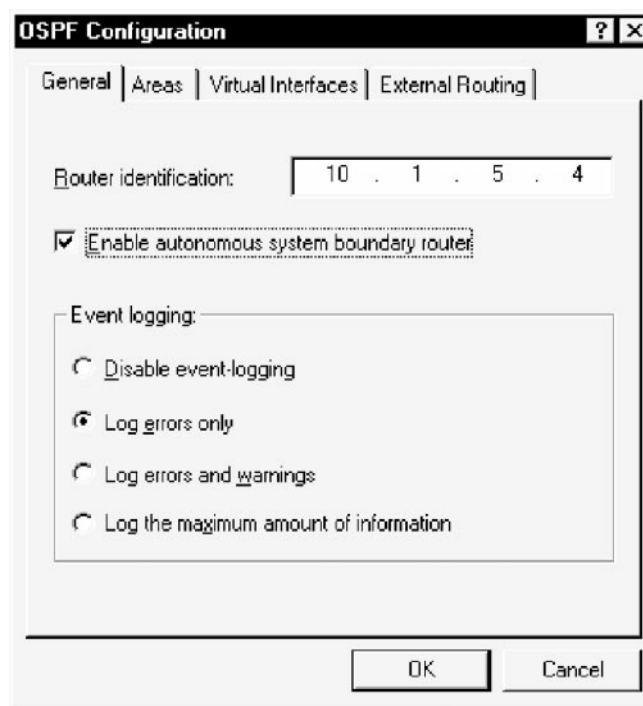 OSPF Configuration ? ×
General Areas Virtual Interfaces External Routing
Router identification: 10 . 1 . 5 . 4
Enable autonomous system boundary router
Event logging:
Disable event-logging
Log errors only
Log errors and warnings
Log the maximum amount of information
OK Cancel